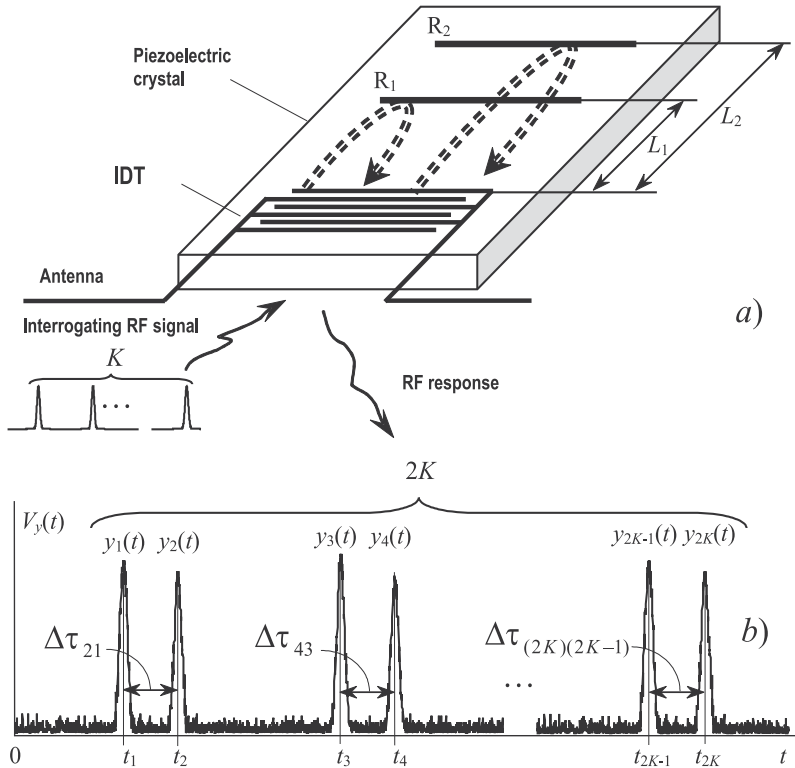 R2
Piezoelectric
crystal
R1
L2
L1
IDT
Antenna
a)
Interrogating RF signal
K
...
RF response
2K
Vy(t)
y1(t) y2(t) y3(t) y4(t) y2K-1(t) y2K(t)
b)
Δτ21 Δτ43 Δτ(2K)(2K-1)
...
0 t1 t2 t3 t4 t2K-1 t2K t